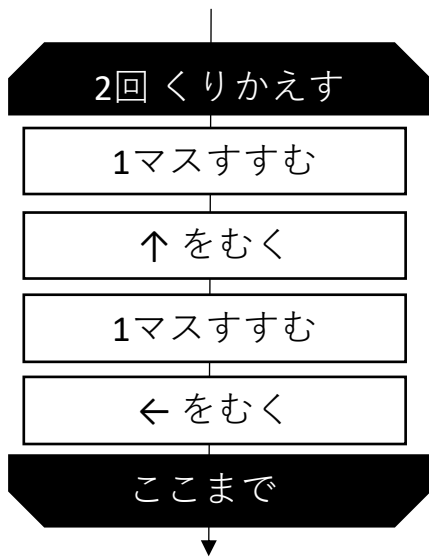 2回 くりかえす
1マスすすむ
↑ をむく
1マスすすむ
← をむく
ここまで